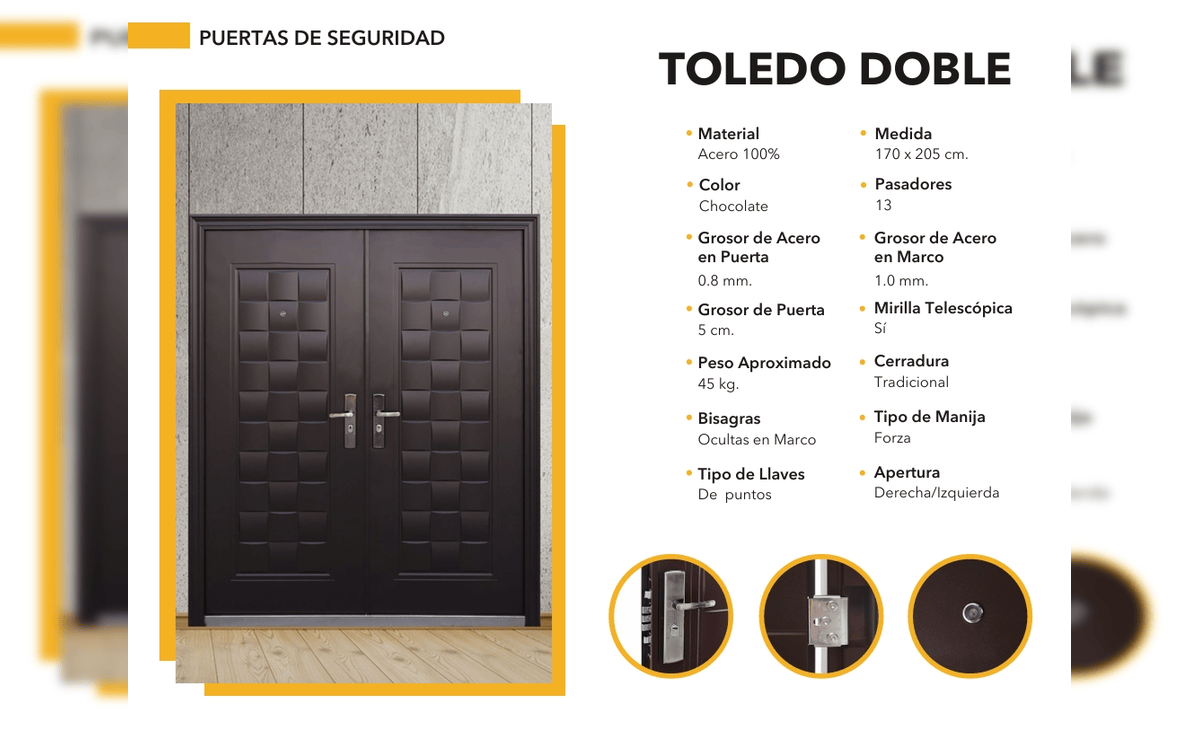 PUERTAS DE SEGURIDAD
TOLEDO DOBLE
• Material
Acero 100%
• Color
Chocolate
• Grosor de Acero
en Puerta
0.8 mm.
• Grosor de Puerta
5 cm.
• Peso Aproximado
45 kg.
• Bisagras
Ocultas en Marco
• Tipo de Llaves
De puntos
• Medida
170 x 205 cm.
• Pasadores
13
• Grosor de Acero
en Marco
1.0 mm.
• Mirilla Telescópica
Sí
• Cerradura
Tradicional
• Tipo de Manija
Forza
• Apertura
Derecha/Izquierda